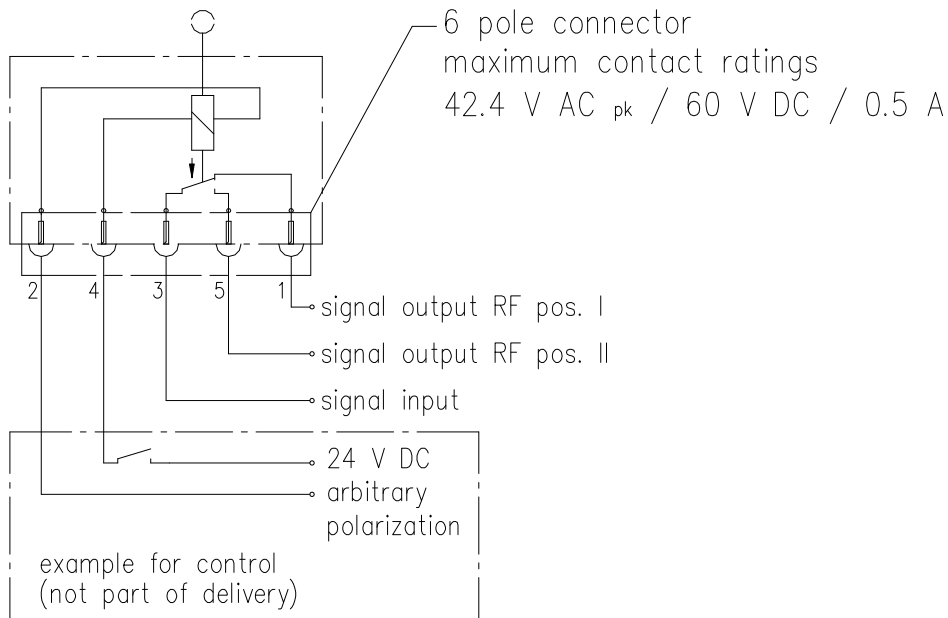 6 pole connector
maximum contact ratings
42.4 V AC pk / 60 V DC / 0.5 A
2 4 3 5 1
signal output RF pos. I
signal output RF pos. II
signal input
24 V DC
arbitrary
polarization
example for control
(not part of delivery)